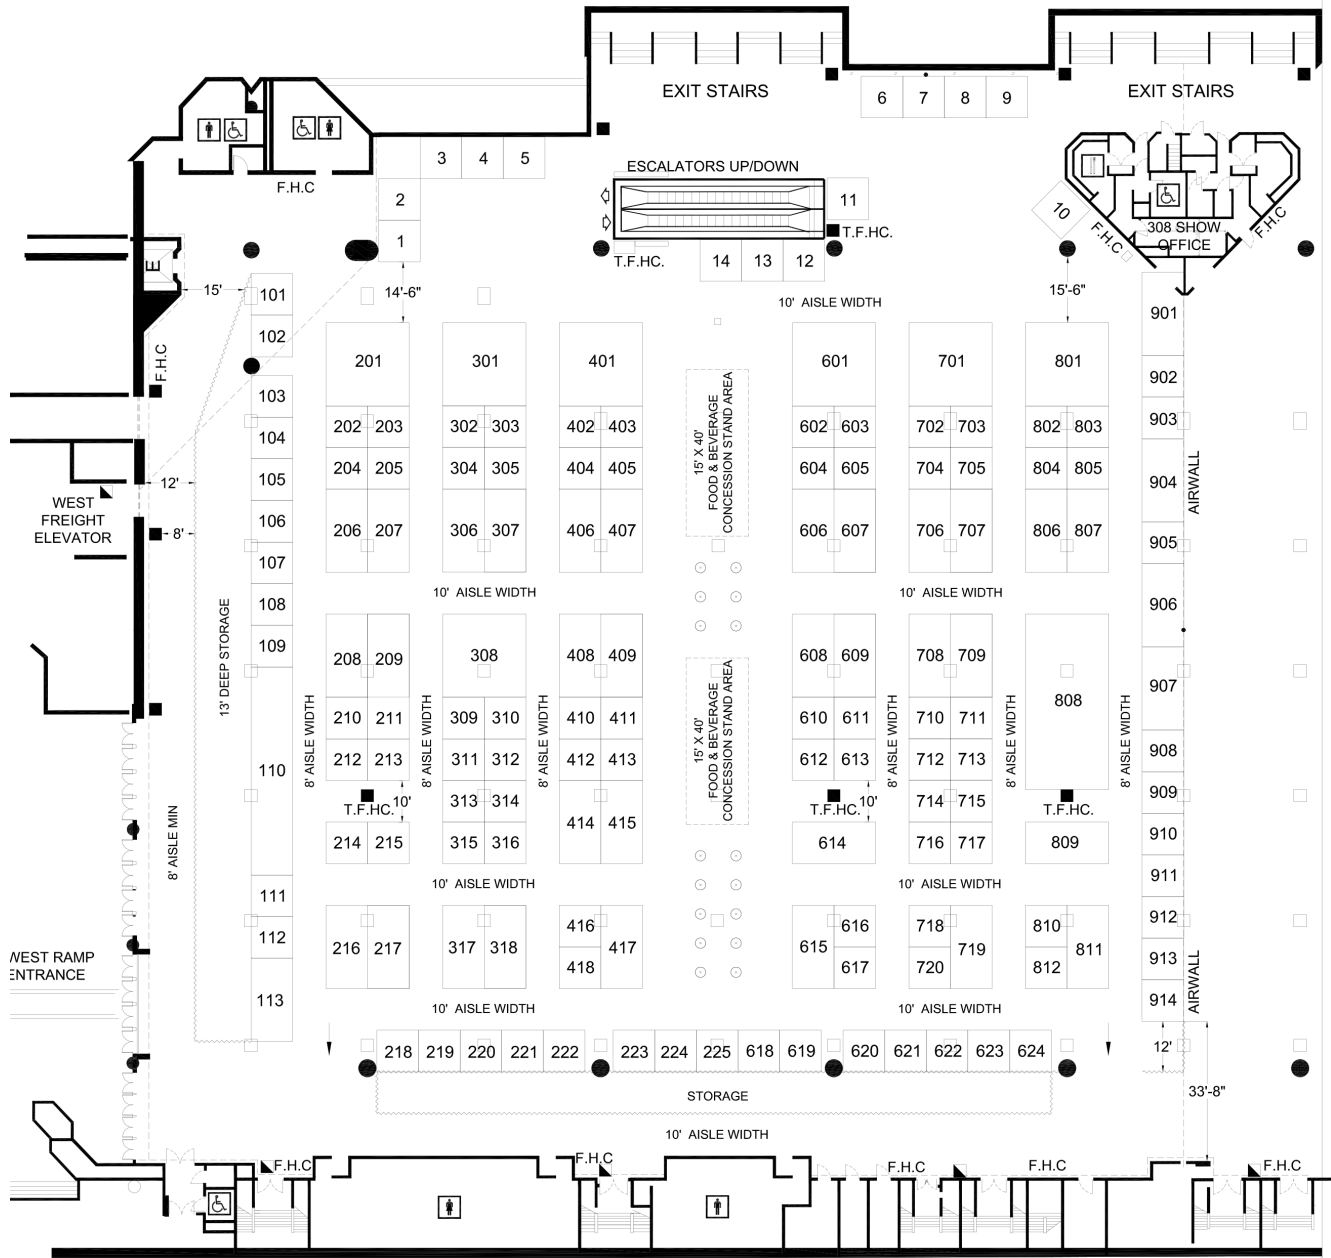 EXIT STAIRS
EXIT STAIRS
6 7 8 9
3 4 5
ESCALATORS UP/DOWN
F.H.C
2
11
10
1
T.F.HC.
308 SHOW
OFFICE
F.H.C
F.H.C
E
T.F.HC.
14 13 12
15'
14'-6"
15'-6"
101
10' AISLE WIDTH
901
102
F.H.C
201 301 401 601 701 801
902
103
903
202 203 302 303 402 403 602 603 702 703 802 803
104
15' X 40'
FOOD & BEVERAGE
CONCESSION STAND AREA
204 205 304 305 404 405 604 605 704 705 804 805
12'
105
904
AIRWALL
WEST
FREIGHT
ELEVATOR
106
206 207 306 307 406 407 606 607 706 707 806 807
8'
905
107
10' AISLE WIDTH
10' AISLE WIDTH
108
906
13' DEEP STORAGE
109
208 209 308 408 409 608 609 708 709
907
15' X 40'
FOOD & BEVERAGE
CONCESSION STAND AREA
808
210 211 309 310 410 411 610 611 710 711
8' AISLE WIDTH
8' AISLE WIDTH
8' AISLE WIDTH
8' AISLE WIDTH
8' AISLE WIDTH
8' AISLE WIDTH
908
212 213 311 312 412 413 612 613 712 713
110
909
10'
10'
T.F.HC.
T.F.HC.
T.F.HC.
313 314 714 715
414 415
910
214 215 315 316 614 716 717 809
8' AISLE MIN
911
111
10' AISLE WIDTH
10' AISLE WIDTH
912
112
416 616 718 810
216 217 317 318 417 615 719 811
418 617 720 812
913
WEST RAMP
ENTRANCE
AIRWALL
113
914
10' AISLE WIDTH
10' AISLE WIDTH
218 219 220 221 222 223 224 225 618 619 620 621 622 623 624
12'
33'-8"
STORAGE
10' AISLE WIDTH
F.H.C
F.H.C
F.H.C
F.H.C
F.H.C